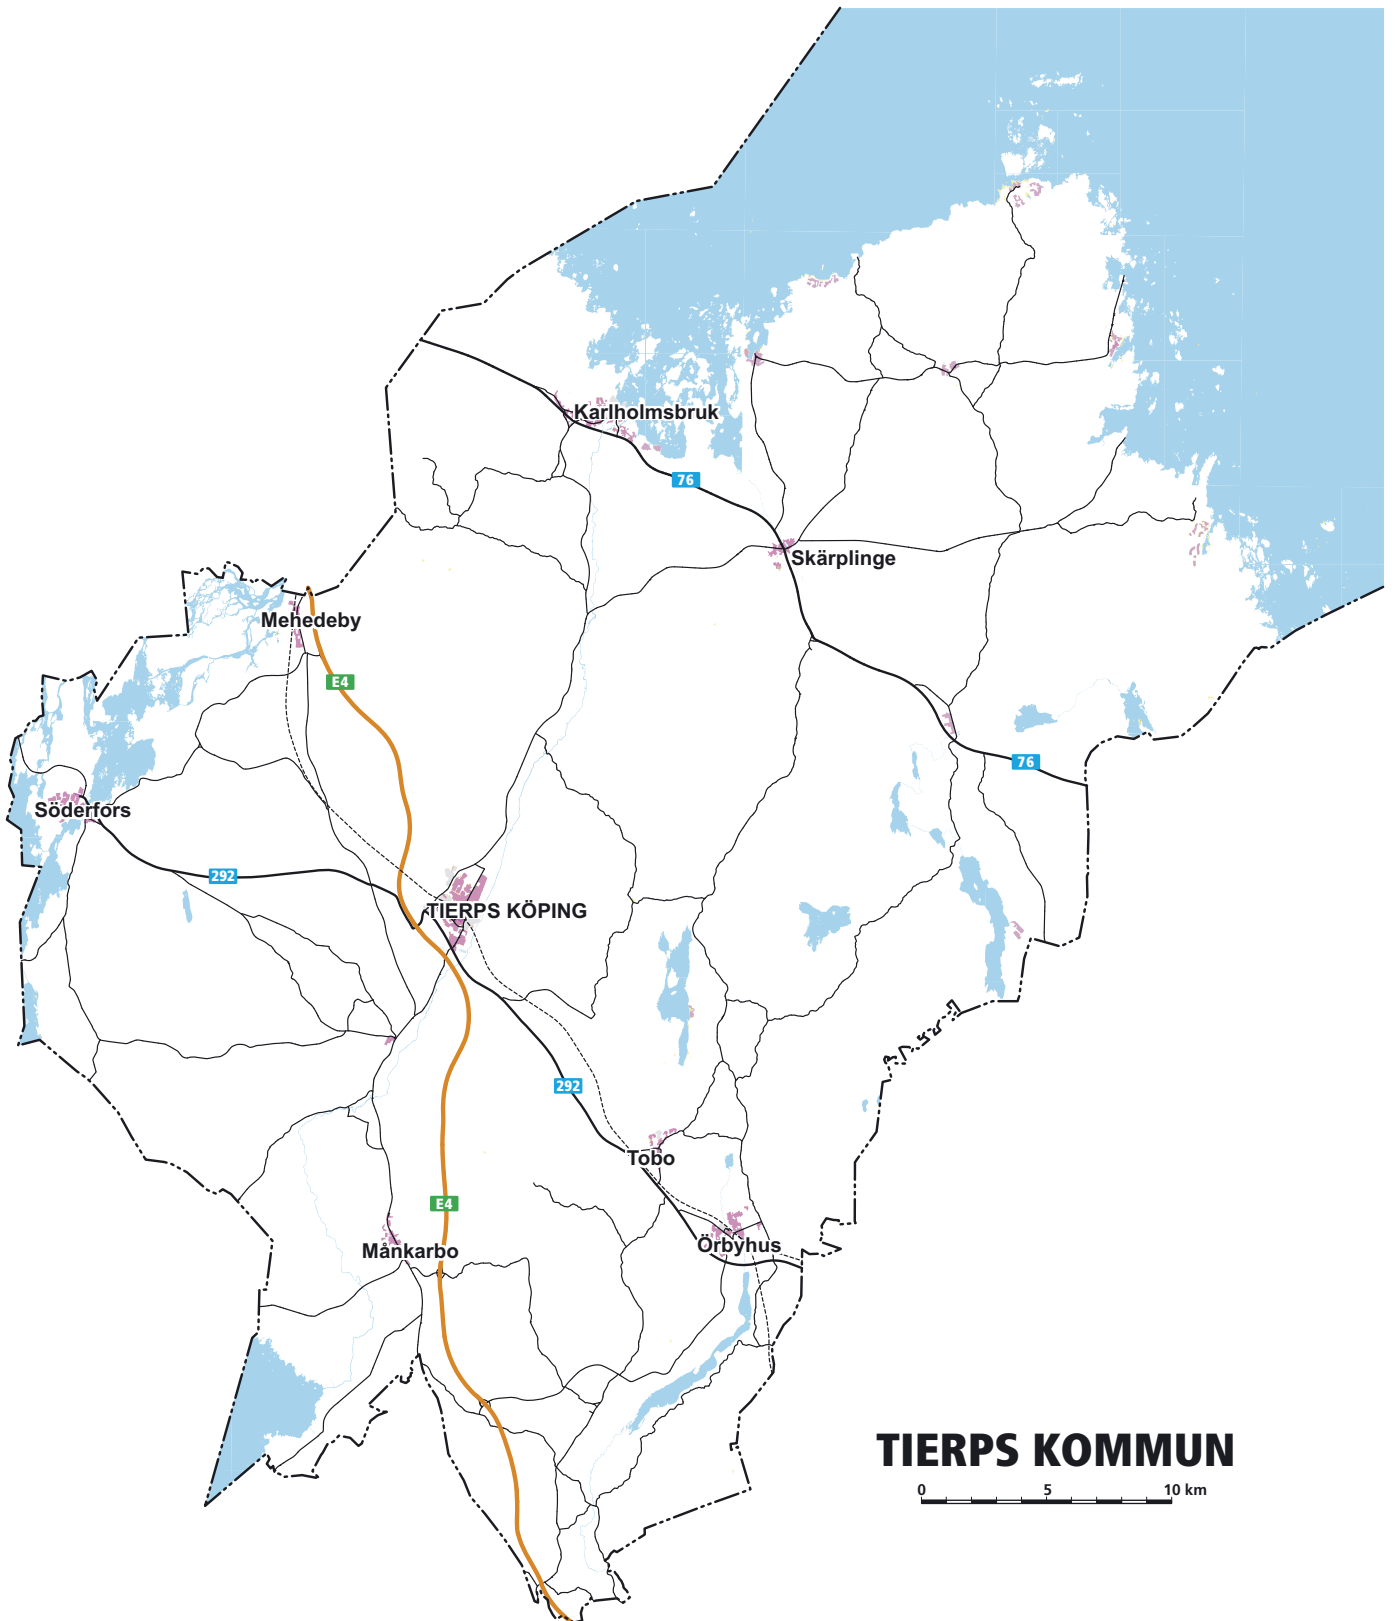 Karlholmsbruk
76
Skärplinge
Mehedeby
E4
76
Söderfors
292
TIERPS KÖPING
292
Tobo
E4
Örbyhus
Månkarbo
TIERPS KOMMUN
0 5 10 km